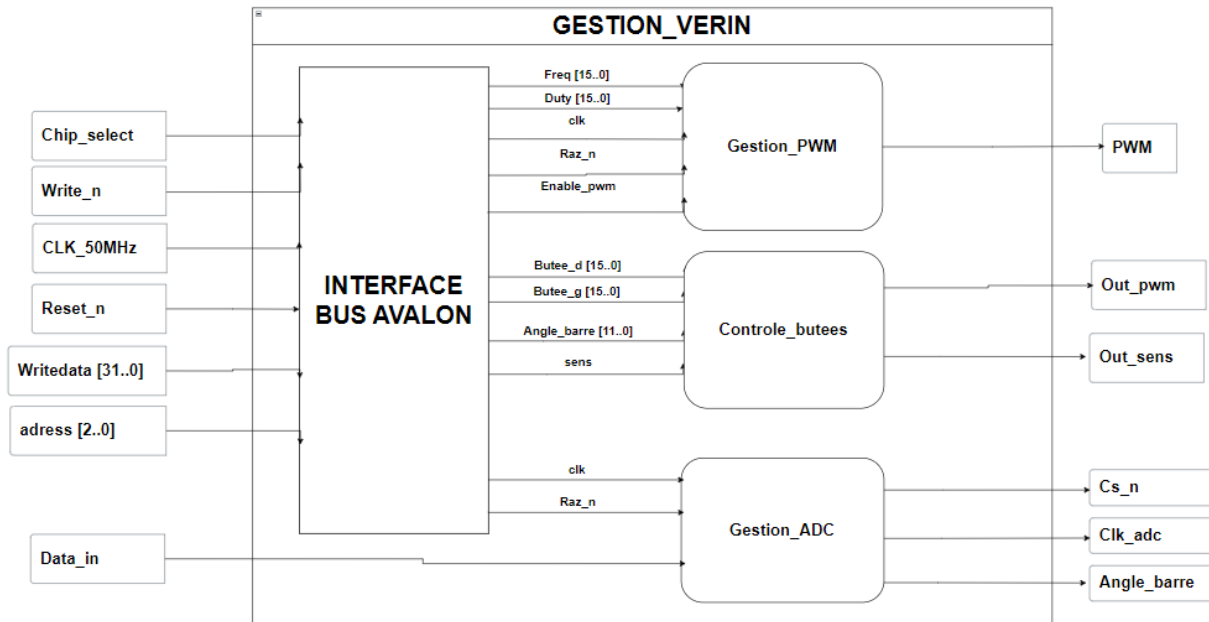 GESTION_VERIN
Chip_select
Write_n
CLK_50MHz
Reset_n
Writedata [31..0]
adress [2..0]
Data_in
INTERFACE
BUS AVALON
Freq [15..0]
Duty [15..0]
clk
Raz_n
Enable_pwm
Gestion_PWM
PWM
Butee_d [15..0]
Butee_g [15..0]
Angle_barre [11..0]
sens
Controle_butees
Out_pwm
Out_sens
clk
Raz_n
Gestion_ADC
Cs_n
Clk_adc
Angle_barre